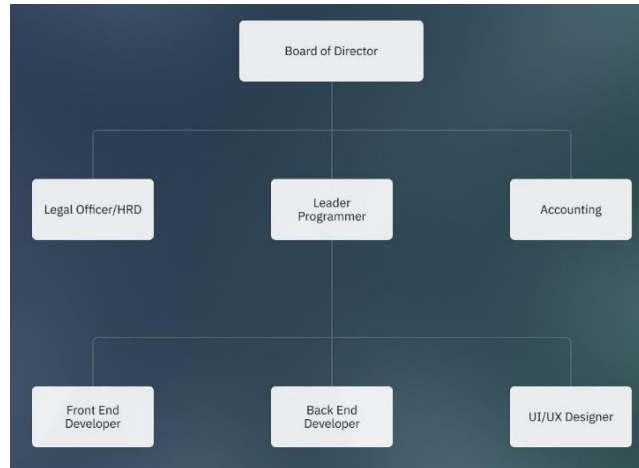 Board of Director
Legal Officer/HRD
Leader
Programmer
Accounting
Front End
Developer
Back End
Developer
UI/UX Designer